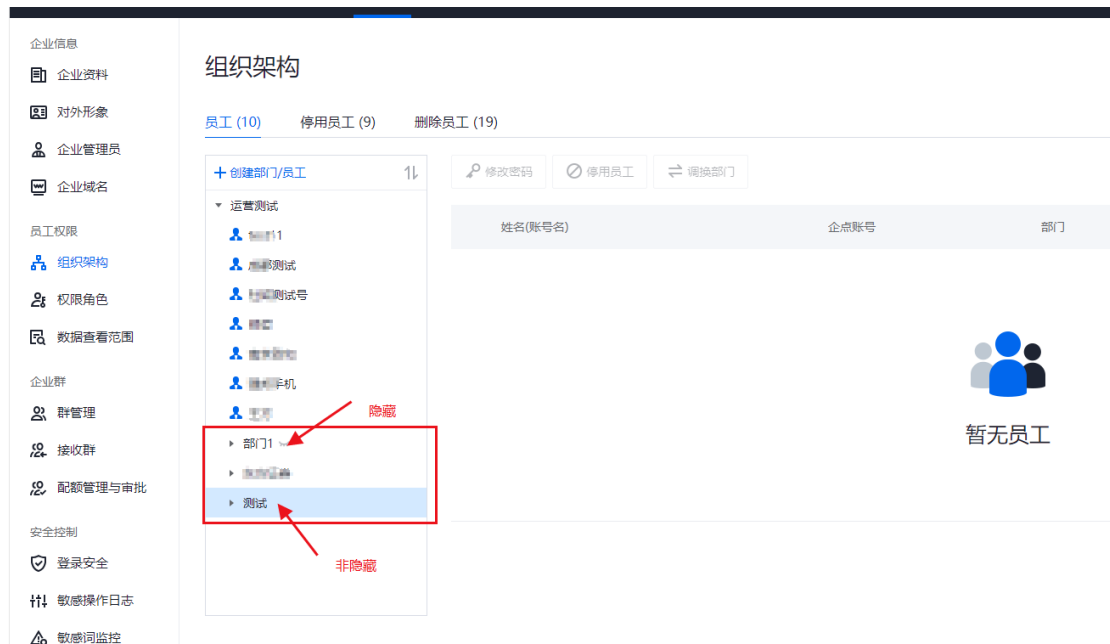 企业信息
企业资料
对外形象
企业管理员
企业域名
员工权限
组织架构
权限角色
数据查看范围
企业群
群管理
接收群
配额管理与审批
安全控制
登录安全
敏感操作日志
敏感词监控
组织架构
员工 (10)
停用员工 (9)
删除员工 (19)
创建部门/员工
运营测试
1
测试
测试号
手机
部门1
测试
隐藏
非隐藏
修改密码
停用员工
调换部门
姓名(账号名)
企点账号
部门
暂无员工